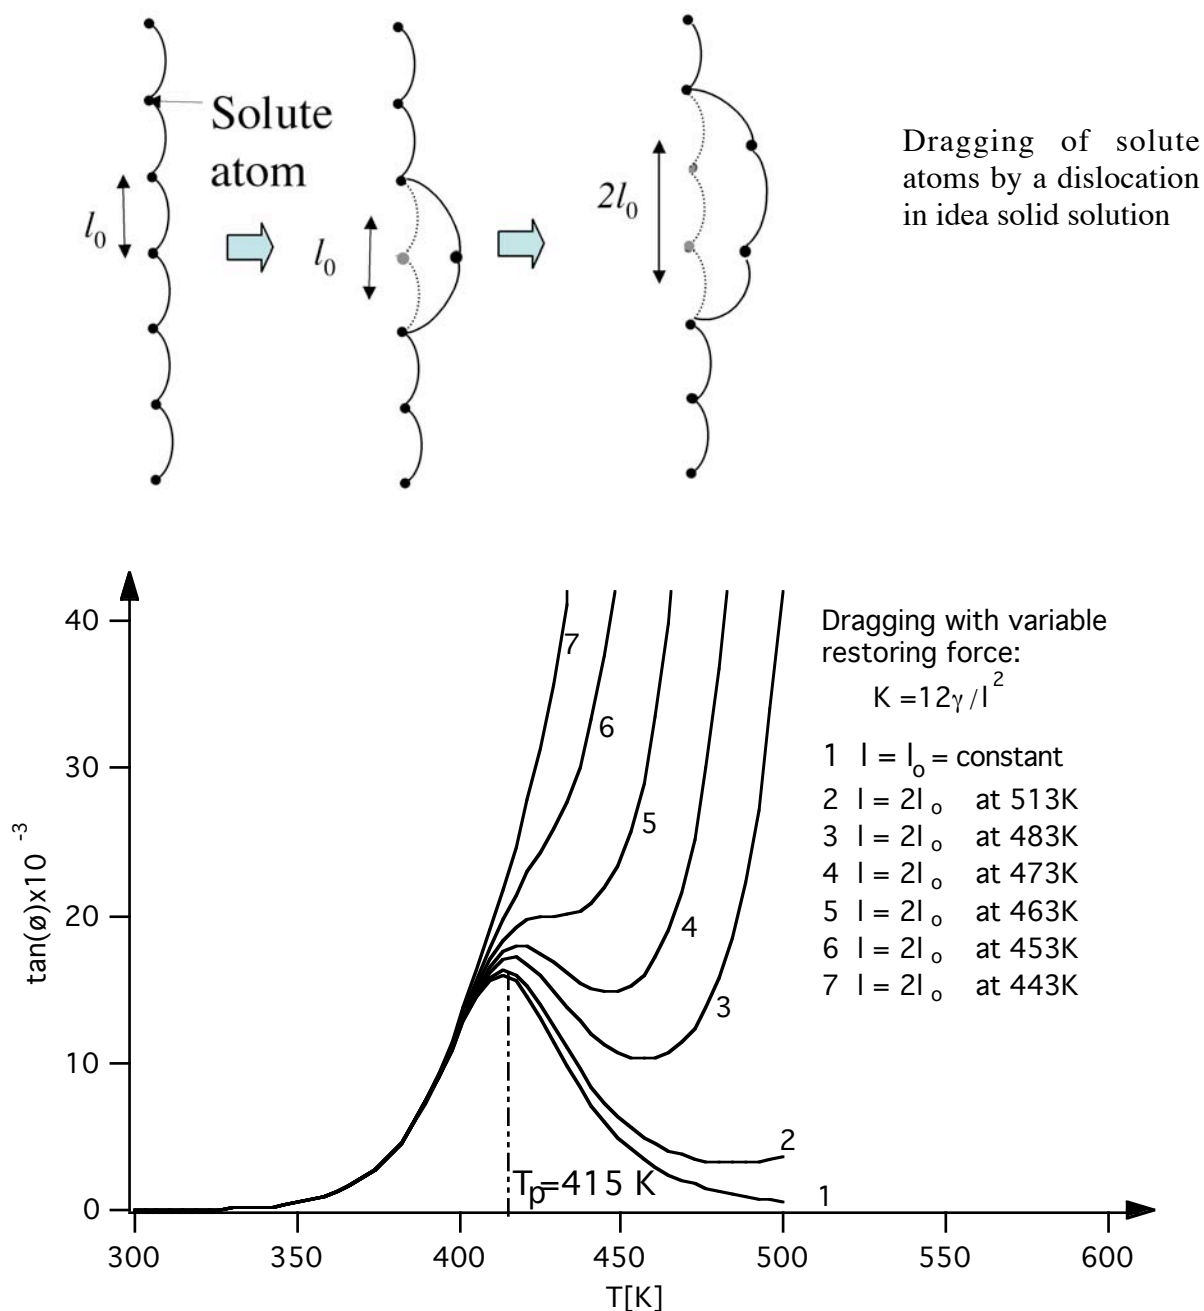 Solute
atom
l₀
l₀
2l₀
Dragging of solute
atoms by a dislocation
in idea solid solution
tan(ø)x10⁻³
40
30
20
10
0
7
6
5
4
3
2
1
Tp=415 K
Dragging with variable
restoring force:
K =12γ/l²
1 l = lo = constant
2 l = 2lo at 513K
3 l = 2lo at 483K
4 l = 2lo at 473K
5 l = 2lo at 463K
6 l = 2lo at 453K
7 l = 2lo at 443K
300 350 400 450 500 550 600
T[K]